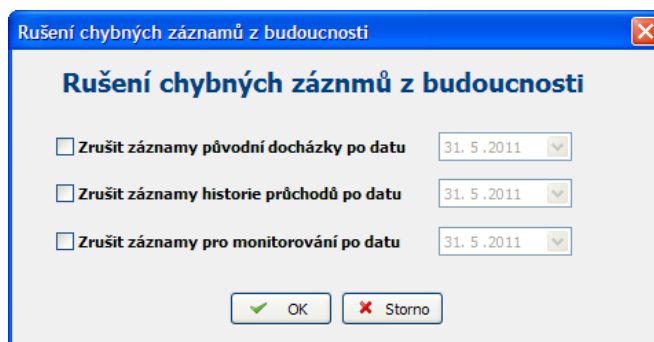 Rušení chybných záznamů z budoucnosti
Rušení chybných záznmů z budoucnosti
Zrušit záznamy původní docházky po datu 31. 5 .2011
Zrušit záznamy historie průchodů po datu 31. 5 .2011
Zrušit záznamy pro monitorování po datu 31. 5 .2011
OK Storno